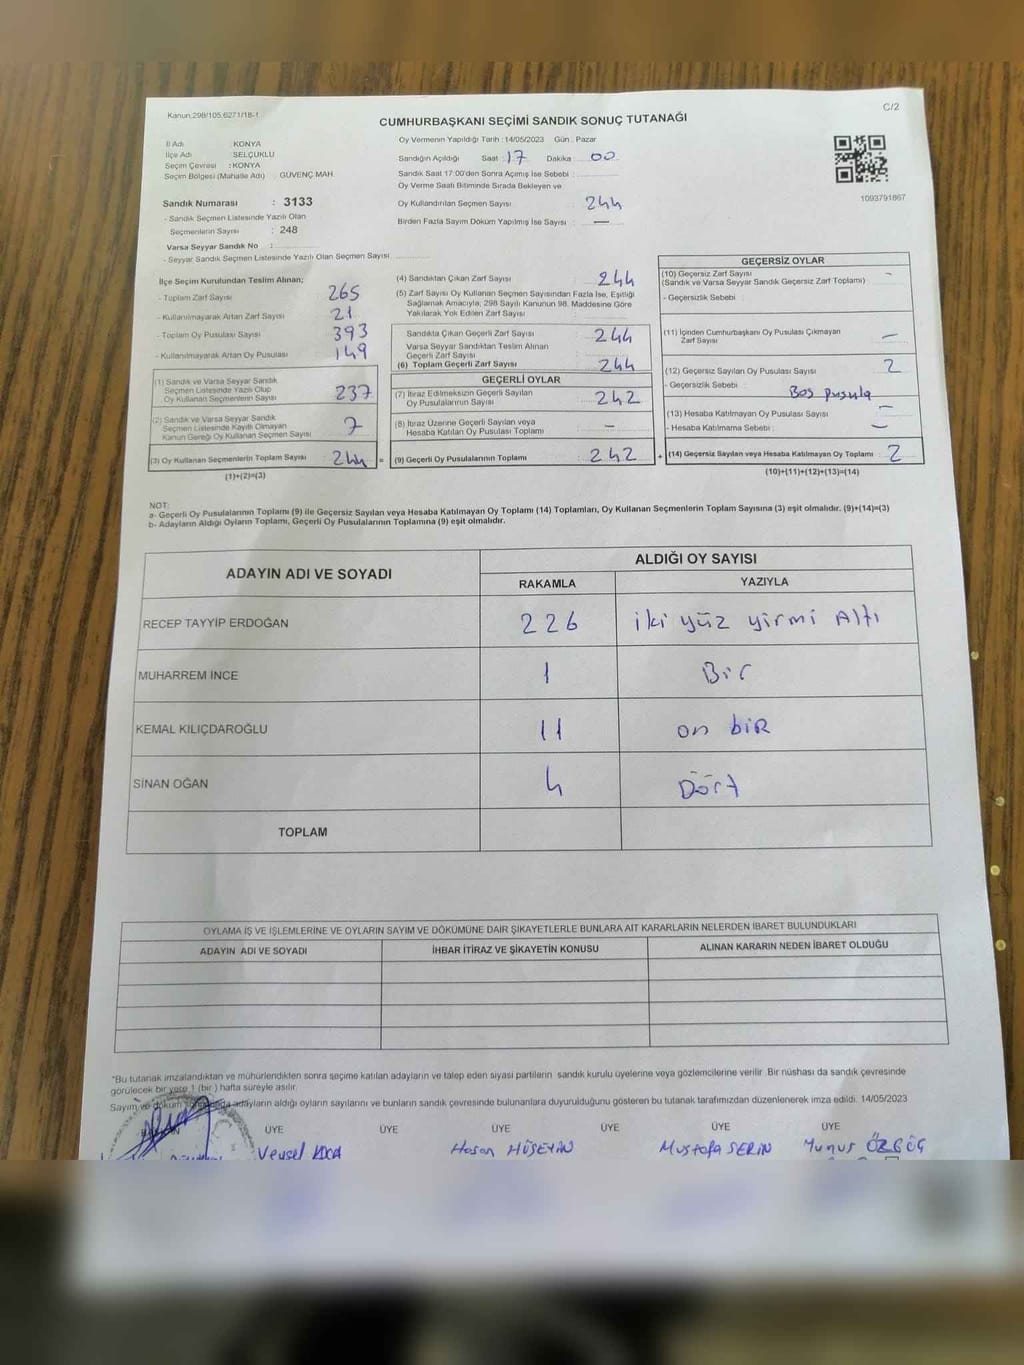 Kanun:298/105,6271/18-1
C/2
CUMHURBAŞKANI SEÇİMİ SANDIK SONUÇ TUTANAĞI
İl Adı KONYA
İlçe Adı SELÇUKLU
Seçim Çevresi : KONYA
Seçim Bölgesi (Mahalle Adı) : GÜVENÇ MAH.
Oy Vermenin Yapıldığı Tarih :14/05/2023 Gün : Pazar
Sandığın Açıldığı Saat : 17 Dakika : 00
Sandık Saat 17:00'den Sonra Açımış İse Sebebi :
Oy Verme Saati Bitiminde Sırada Bekleyen ve
Oy Kullandırılan Seçmen Sayısı : 244
Birden Fazla Sayım Döküm Yapılmış İse Sayısı : —
1093791867
Sandık Numarası : 3133
- Sandık Seçmen Listesinde Yazılı Olan
Seçmenlerin Sayısı : 248
Varsa Seyyar Sandık No :
- Seyyar Sandık Seçmen Listesinde Yazılı Olan Seçmen Sayısı
İlçe Seçim Kurulundan Teslim Alınan;
- Toplam Zarf Sayısı 265
- Kullanılmayarak Artan Zarf Sayısı 21
- Toplam Oy Pusulası Sayısı 393
- Kullanılmayarak Artan Oy Pusulası 149
(1) Sandık ve Varsa Seyyar Sandık
Seçmen Listesinde Yazılı Olup
Oy Kullanan Seçmenlerin Sayısı 237
(2) Sandık ve Varsa Seyyar Sandık
Seçmen Listesinde Kayıtlı Olmayan
Kanun Gereği Oy Kullanan Seçmen Sayısı 7
(3) Oy Kullanan Seçmenlerin Toplam Sayısı : 244 =
(1)+(2)=(3)
(4) Sandıktan Çıkan Zarf Sayısı 244
(5) Zarf Sayısı Oy Kullanan Seçmen Sayısından Fazla İse, Eşitliği
Sağlamak Amacıyla, 298 Sayılı Kanunun 98. Maddesine Göre
Yakılarak Yok Edilen Zarf Sayısı
Sandıkta Çıkan Geçerli Zarf Sayısı 244
Varsa Seyyar Sandıktan Teslim Alınan
Geçerli Zarf Sayısı
(6) Toplam Geçerli Zarf Sayısı 244
GEÇERLİ OYLAR
(7) İtiraz Edilmeksizin Geçerli Sayılan
Oy Pusulalarının Sayısı 242
(8) İtiraz Üzerine Geçerli Sayılan veya
Hesaba Katılan Oy Pusulası Toplamı —
(9) Geçerli Oy Pusulalarının Toplamı 242 +
GEÇERSİZ OYLAR
(10) Geçersiz Zarf Sayısı -
(Sandık ve Varsa Seyyar Sandık Geçersiz Zarf Toplamı)
- Geçersizlik Sebebi :
(11) İçinden Cumhurbaşkanı Oy Pusulası Çıkmayan
Zarf Sayısı —
(12) Geçersiz Sayılan Oy Pusulası Sayısı 2
- Geçersizlik Sebebi : Boş pusula
(13) Hesaba Katılmayan Oy Pusulası Sayısı —
- Hesaba Katılmama Sebebi : —
(14) Geçersiz Sayılan veya Hesaba Katılmayan Oy Toplamı : 2
(10)+(11)+(12)+(13)=(14)
NOT:
a- Geçerli Oy Pusulalarının Toplamı (9) ile Geçersiz Sayılan veya Hesaba Katılmayan Oy Toplamı (14) Toplamları, Oy Kullanan Seçmenlerin Toplam Sayısına (3) eşit olmalıdır. (9)+(14)=(3)
b- Adayların Aldığı Oyların Toplamı, Geçerli Oy Pusulalarının Toplamına (9) eşit olmalıdır.
ADAYIN ADI VE SOYADI
ALDIĞI OY SAYISI
RAKAMLA YAZIYLA
RECEP TAYYİP ERDOĞAN 226 iki yüz yirmi Altı
MUHARREM İNCE 1 Bir
KEMAL KILIÇDAROĞLU 11 on biR
SİNAN OĞAN 4 Dört
TOPLAM
OYLAMA İŞ VE İŞLEMLERİNE VE OYLARIN SAYIM VE DÖKÜMÜNE DAİR ŞİKAYETLERLE BUNLARA AİT KARARLARIN NELERDEN İBARET BULUNDUKLARI
ADAYIN ADI VE SOYADI İHBAR İTİRAZ VE ŞİKAYETİN KONUSU ALINAN KARARIN NEDEN İBARET OLDUĞU
"Bu tutanak imzalandıktan ve mühürlendikten sonra seçime katılan adayların ve talep eden siyasi partilerin sandık kurulu üyelerine veya gözlemcilerine verilir. Bir nüshası da sandık çevresinde
görülecek bir yere 1 (bir ) hafta süreyle asılır.
Sayım ve döküm sonucunda adayların aldığı oyların sayılarını ve bunların sandık çevresinde bulunanlara duyurulduğunu gösteren bu tutanak tarafımızdan düzenlenerek imza edildi. 14/05/2023
ÜYE ÜYE ÜYE ÜYE ÜYE ÜYE
Veysel KOCA Hasan HÜSEYİN Mustafa SERİN Yunus ÖZGÜÇ